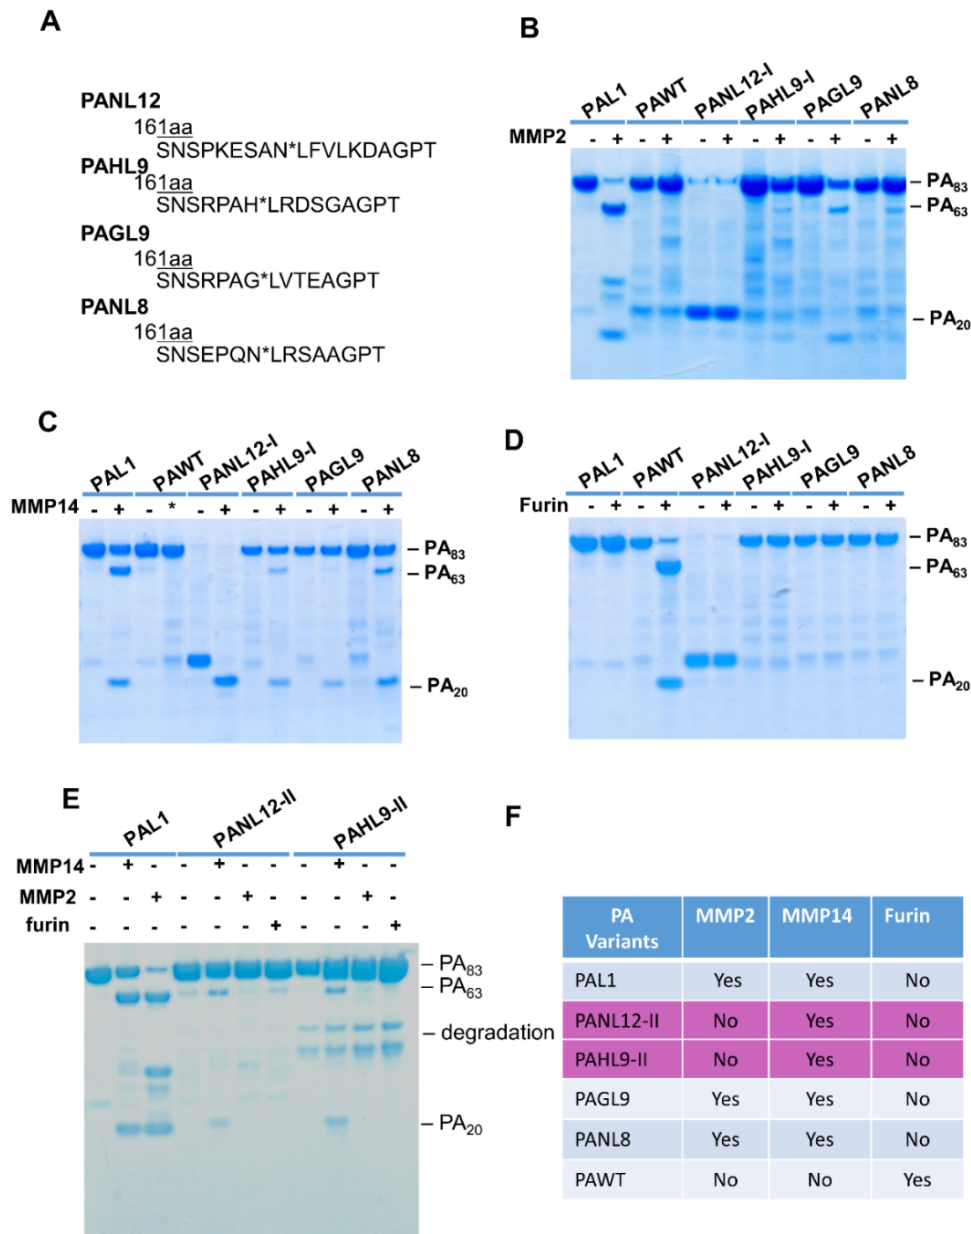 A
PANL12
161aa
SNSPKESAN*LFVLKDAGPT
PAHL9
161aa
SNSRPAH*LRDSGAGPT
PAGL9
161aa
SNSRPAG*LVTEAGPT
PANL8
161aa
SNSEPQN*LRSAAGPT
B
PAL1 PAWT PANL12-I PAHL9-I PAGL9 PANL8
MMP2 - + - + - + - + - + - +
– PA83
– PA63
– PA20
C
PAL1 PAWT PANL12-I PAHL9-I PAGL9 PANL8
MMP14 - + - * - + - + - + - +
– PA83
– PA63
– PA20
D
PAL1 PAWT PANL12-I PAHL9-I PAGL9 PANL8
Furin - + - + - + - + - + - +
– PA83
– PA63
– PA20
E
PAL1 PANL12-II PAHL9-II
MMP14 - + - - + - - - + - -
MMP2 - - + - - + - - - + -
furin - - - - - - + - - - +
– PA83
– PA63
– degradation
– PA20
F
PA Variants MMP2 MMP14 Furin
PAL1 Yes Yes No
PANL12-II No Yes No
PAHL9-II No Yes No
PAGL9 Yes Yes No
PANL8 Yes Yes No
PAWT No No Yes